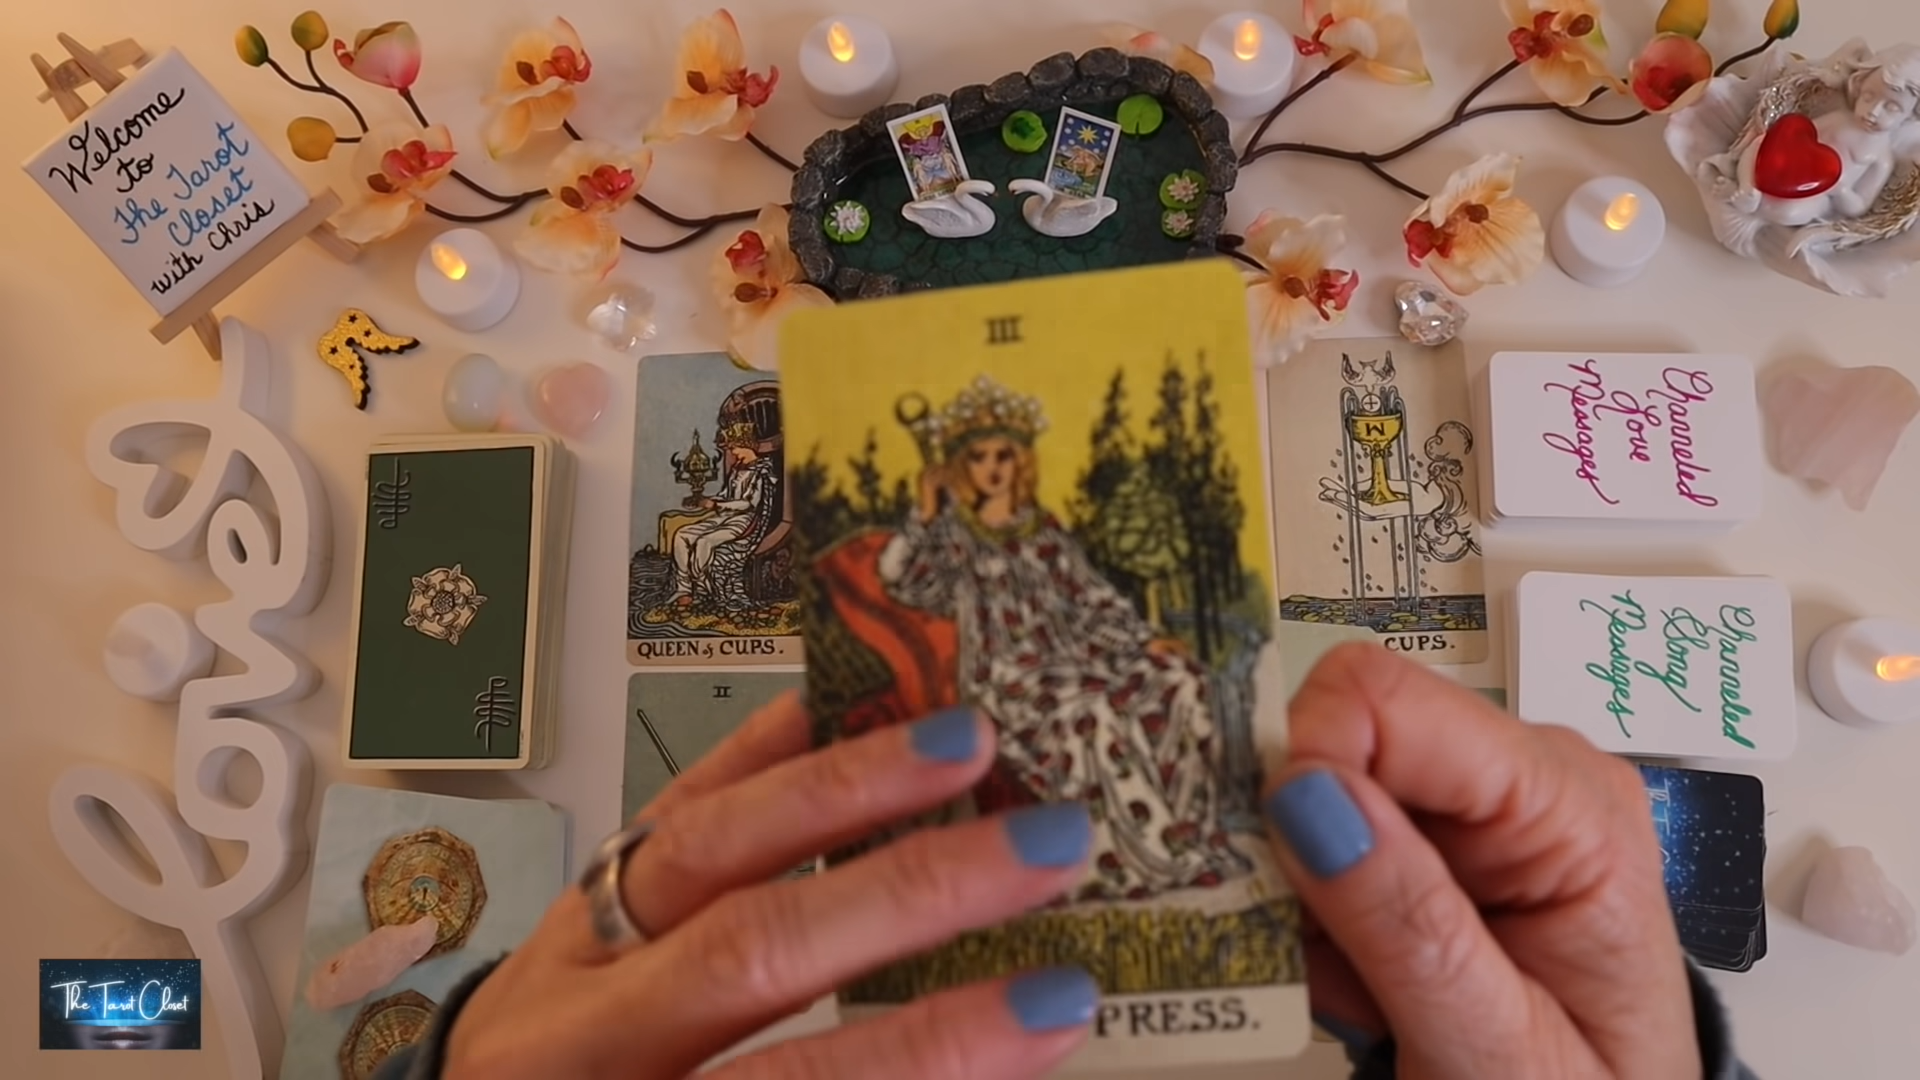 Welcome
to
The Tarot
Closet
with Chris
III
QUEEN of CUPS.
CUPS.
II
PRESS.
Channeled
Love
Messages
Channeled
Song
Messages
The Tarot Closet